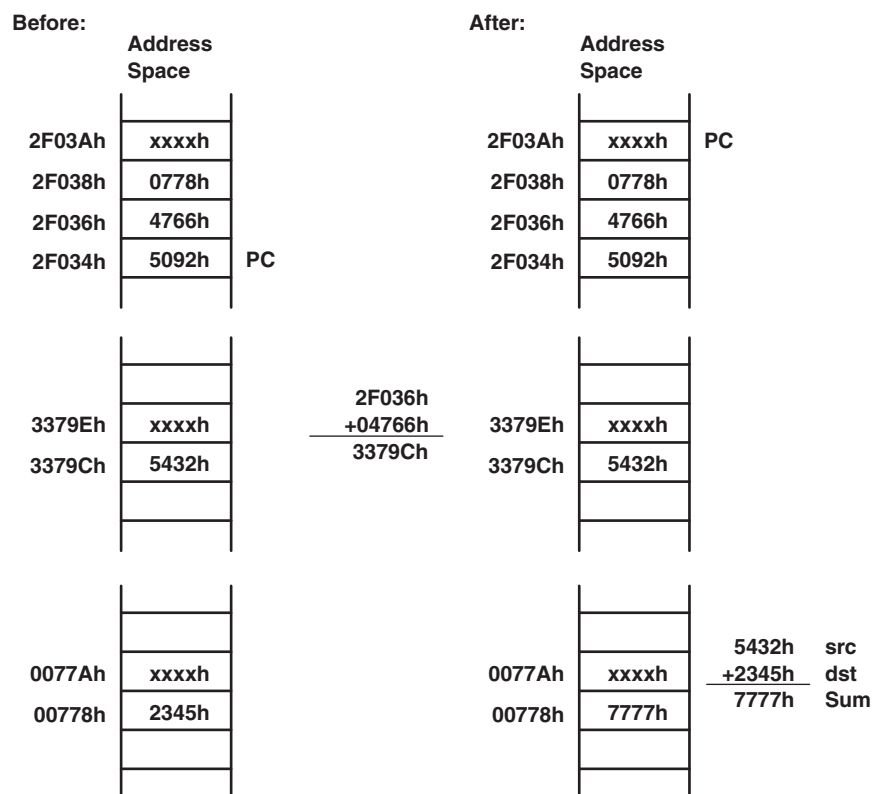 Before:
Address
Space
2F03Ah xxxxh
2F038h 0778h
2F036h 4766h
2F034h 5092h PC
3379Eh xxxxh
3379Ch 5432h
0077Ah xxxxh
00778h 2345h
2F036h
+04766h
3379Ch
After:
Address
Space
2F03Ah xxxxh PC
2F038h 0778h
2F036h 4766h
2F034h 5092h
3379Eh xxxxh
3379Ch 5432h
0077Ah xxxxh
00778h 7777h
5432h src
+2345h dst
7777h Sum